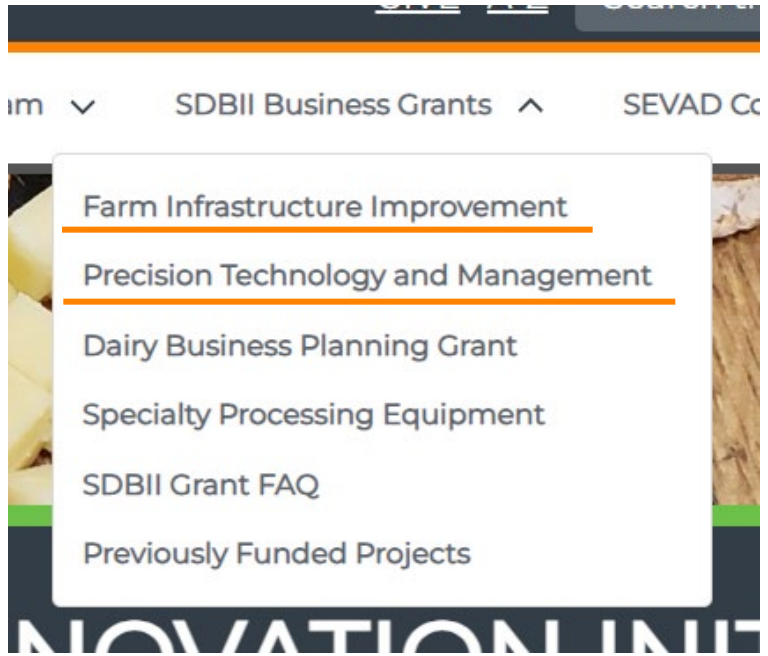 SDBII Business Grants
Farm Infrastructure Improvement
Precision Technology and Management
Dairy Business Planning Grant
Specialty Processing Equipment
SDBII Grant FAQ
Previously Funded Projects